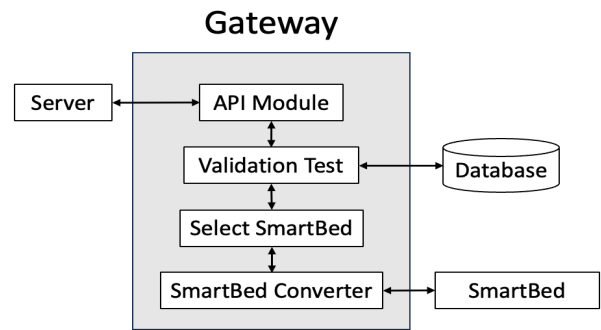 Gateway
Server
API Module
Validation Test
Database
Select SmartBed
SmartBed Converter
SmartBed